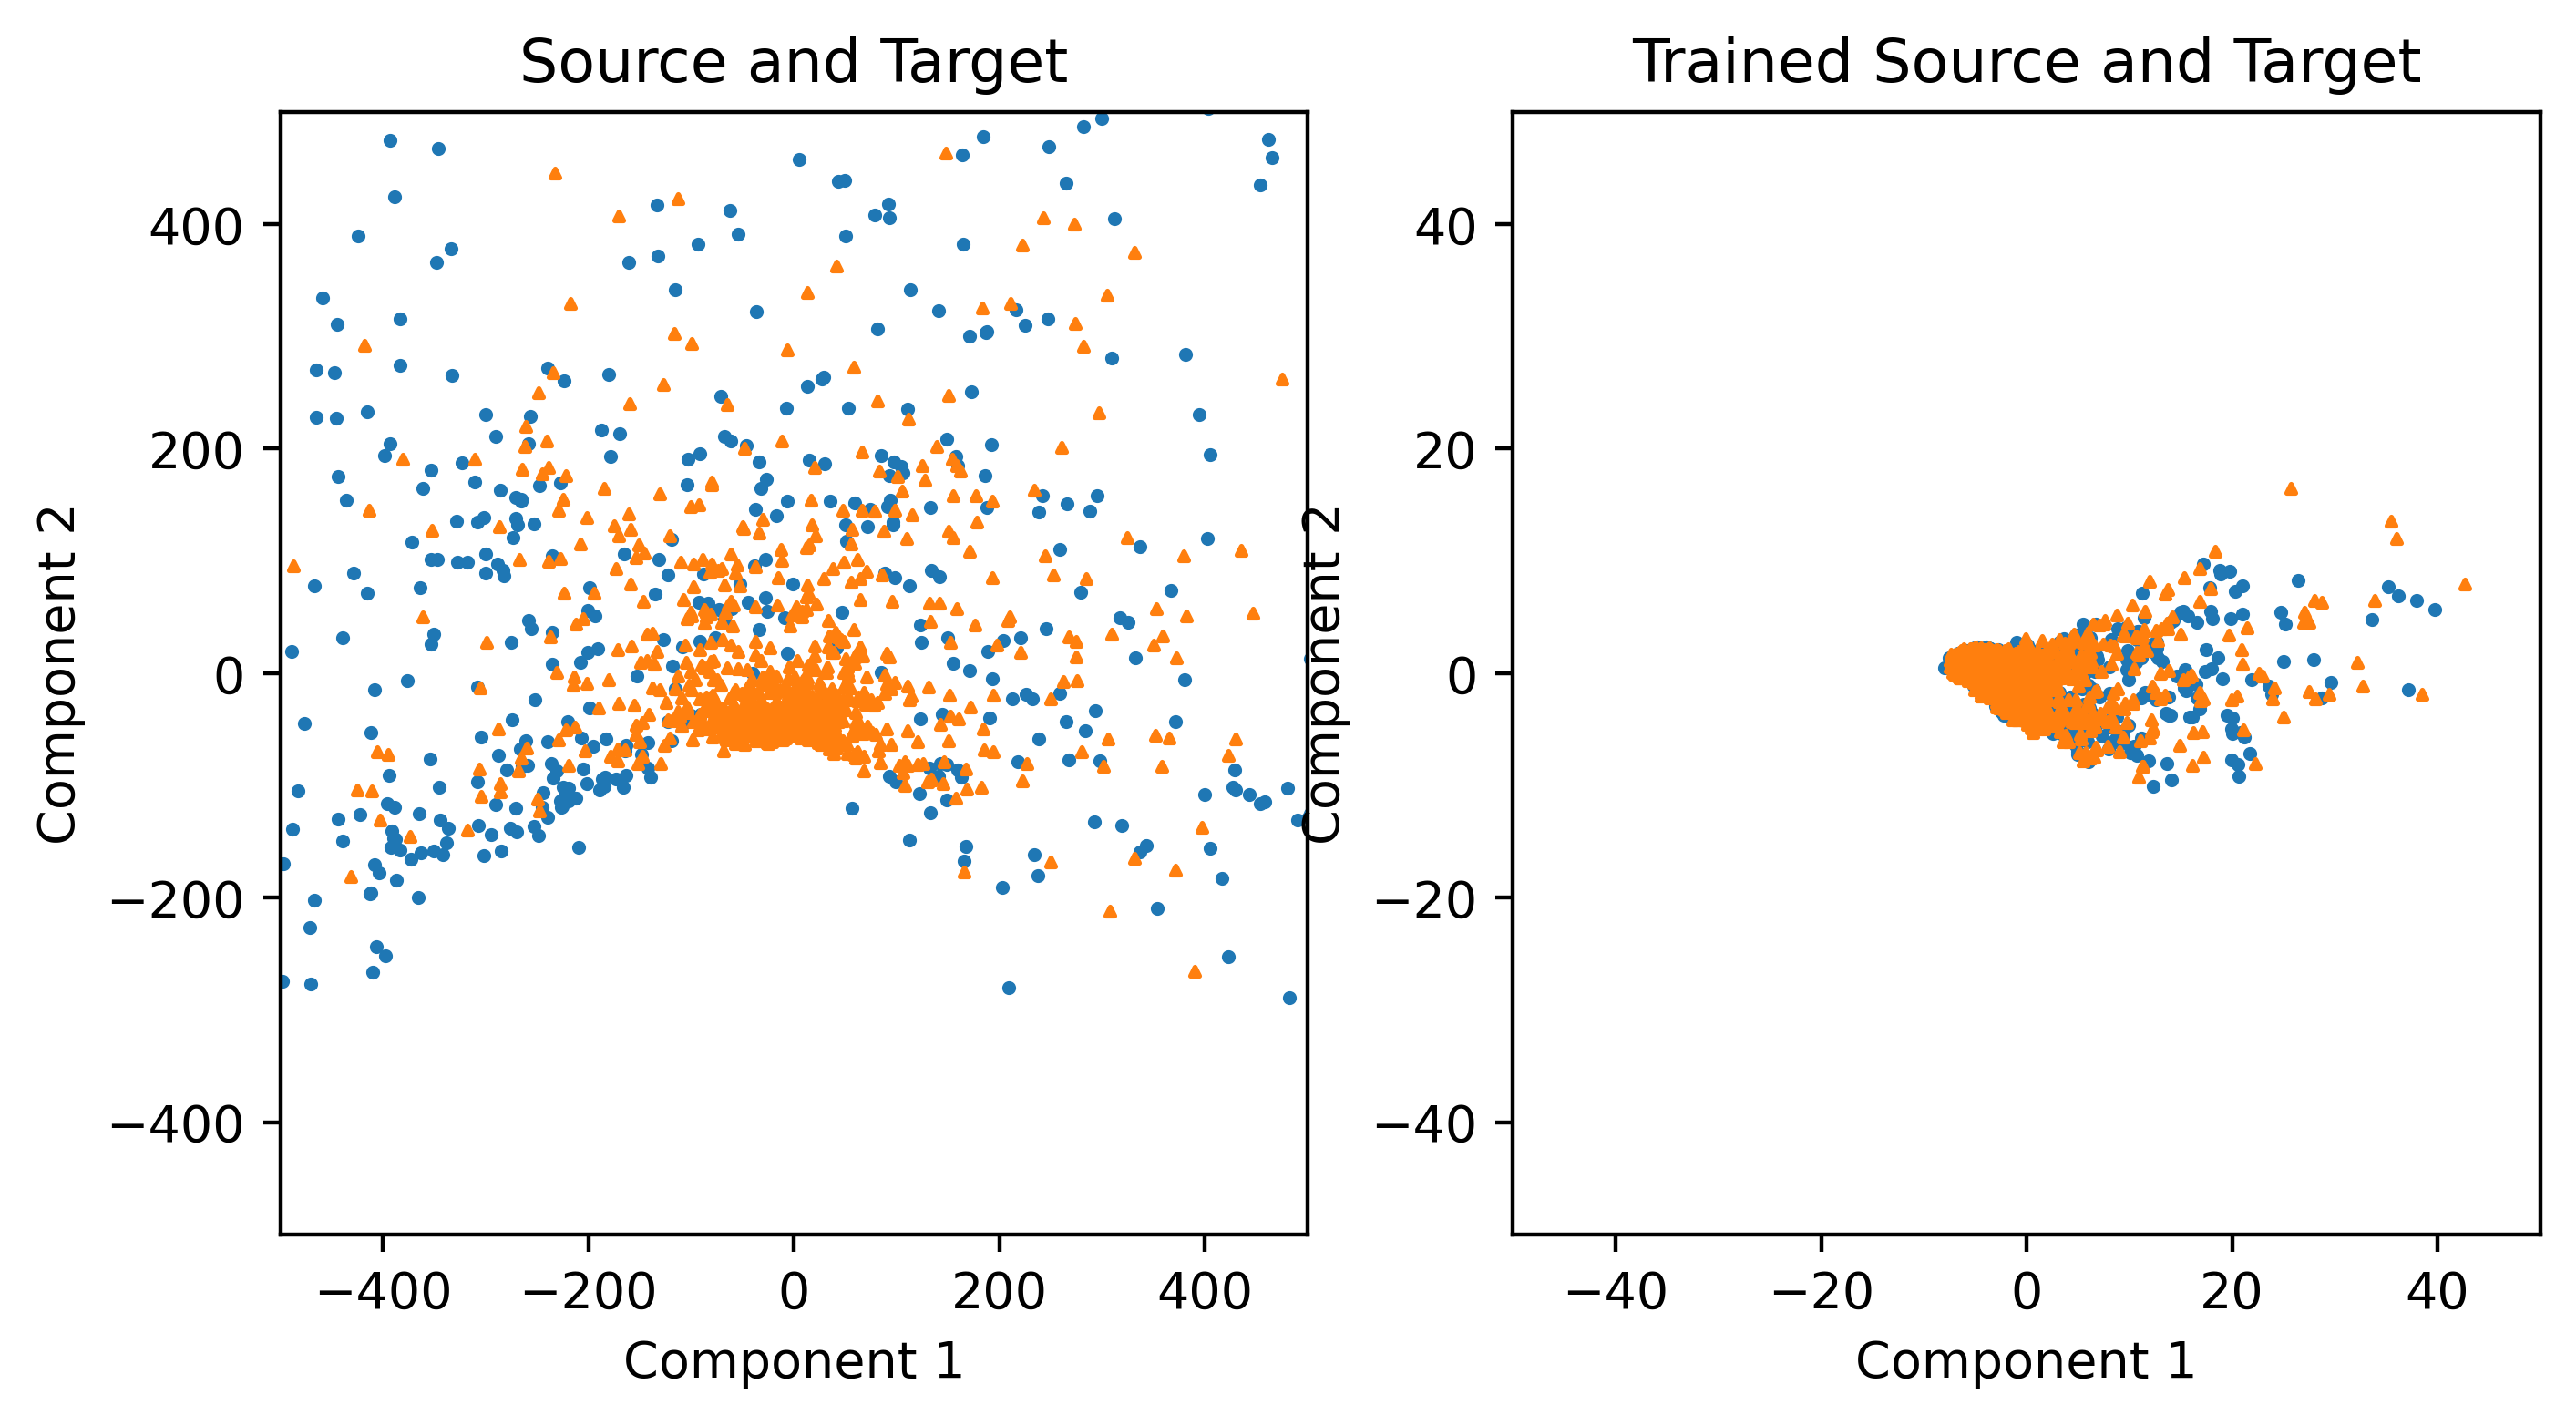 Source and Target
Trained Source and Target
400
200
0
−200
−400
Component 2
−400 −200 0 200 400
Component 1
40
20
0
−20
−40
Component 2
−40 −20 0 20 40
Component 1